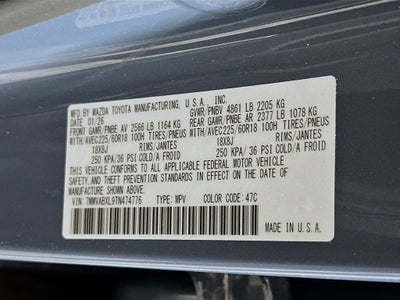 MFD. BY MAZDA TOYOTA MANUFACTURING, U.S.A., INC.
DATE: 01/26 GVWR/PNBV 4861 LB 2205 KG
FRONT GAWR/PNBE AV 2566 LB 1164 KG REAR GAWR/PNBE AR 2377 LB 1078 KG
WITH/AVEC225/60R18 100H TIRES/PNEUS WITH/AVEC225/60R18 100H TIRES/PNEUS
18X8J RIMS/JANTES 18X8J RIMS/JANTES
250 KPA/36 PSI COLD/A FROID 250 KPA/36 PSI COLD/A FROID
THIS VEHICLE CONFORMS TO ALL APPLICABLE FEDERAL MOTOR VEHICLE
SAFETY, BUMPER, AND THEFT PREVENTION STANDARDS IN EFFECT ON THE DATE OF
MANUFACTURE SHOWN ABOVE.
VIN: 7MMVABXL9TN474776 TYPE: MPV COLOR CODE: 47C
MADE IN U.S.A.